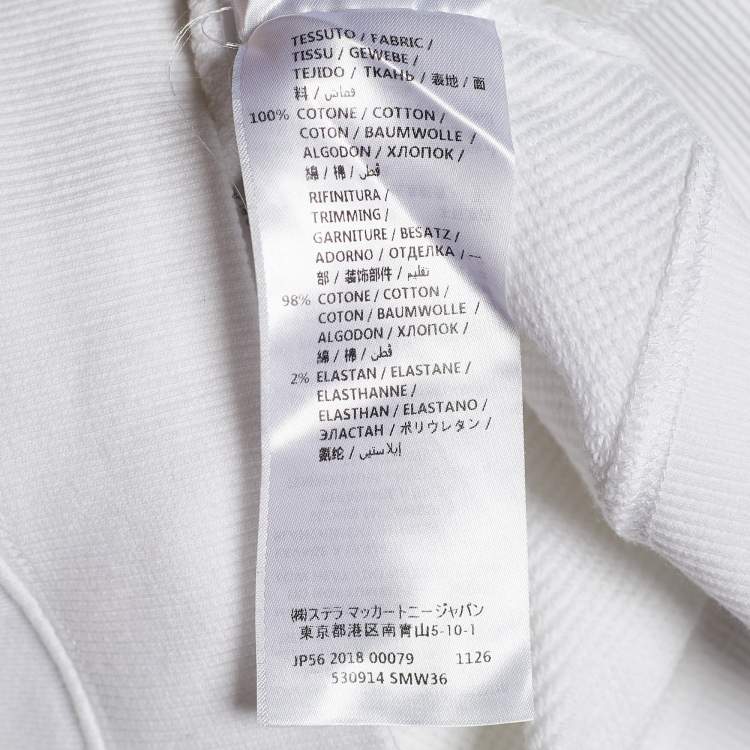 TESSUTO / FABRIC /
TISSU / GEWEBE /
TEJIDO / ТКАНЬ / 表地 / 面
料 / قماش
100% COTONE / COTTON /
COTON / BAUMWOLLE /
ALGODON / ХЛОПОК /
綿 / 棉 / قطن
RIFINITURA /
TRIMMING /
GARNITURE / BESATZ /
ADORNO / ОТДЕЛКА / 一
部 / 装饰部件 / تقليم
98% COTONE / COTTON /
COTON / BAUMWOLLE /
ALGODON / ХЛОПОК /
綿 / 棉 / قطن
2% ELASTAN / ELASTANE /
ELASTHANNE /
ELASTHAN / ELASTANO /
ЭЛАСТАН / ポリウレタン /
氨纶 / إيلاستين
㈱ステラ マッカートニージャパン
東京都港区南青山5-10-1
JP56 2018 00079 1126
530914 SMW36